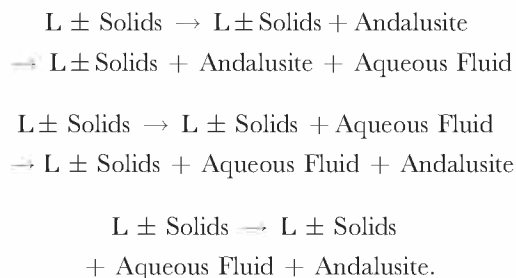 L ± Solids → L ± Solids + Andalusite
→ L ± Solids + Andalusite + Aqueous Fluid
L ± Solids → L ± Solids + Aqueous Fluid
→ L ± Solids + Aqueous Fluid + Andalusite
L ± Solids → L ± Solids
+ Aqueous Fluid + Andalusite.